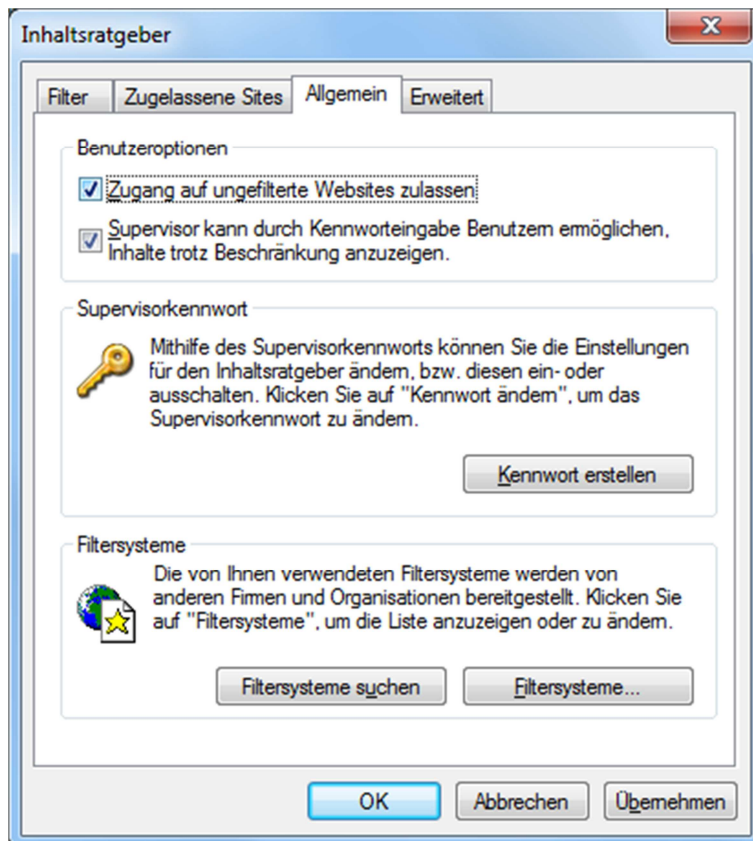 Inhaltsratgeber
Filter Zugelassene Sites Allgemein Erweitert
Benutzeroptionen
Zugang auf ungefilterte Websites zulassen
Supervisor kann durch Kennworteingabe Benutzern ermöglichen,
Inhalte trotz Beschränkung anzuzeigen.
Supervisorkennwort
Mithilfe des Supervisorkennworts können Sie die Einstellungen
für den Inhaltsratgeber ändern, bzw. diesen ein- oder
ausschalten. Klicken Sie auf "Kennwort ändern", um das
Supervisorkennwort zu ändern.
Kennwort erstellen
Filtersysteme
Die von Ihnen verwendeten Filtersysteme werden von
anderen Firmen und Organisationen bereitgestellt. Klicken Sie
auf "Filtersysteme", um die Liste anzuzeigen oder zu ändern.
Filtersysteme suchen Filtersysteme...
OK Abbrechen Übernehmen